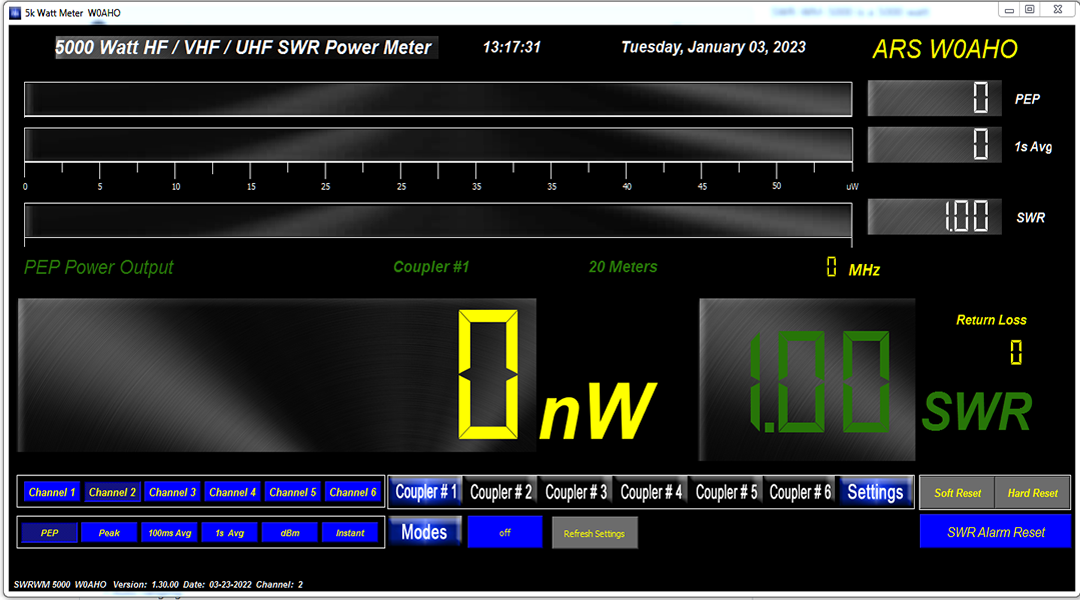 5k Watt Meter W0AHO
5000 Watt HF / VHF / UHF SWR Power Meter 13:17:31 Tuesday, January 03, 2023 ARS W0AHO
0 PEP
0 1s Avg
0 5 10 15 25 25 35 35 40 45 50 uW
1.00 SWR
PEP Power Output Coupler #1 20 Meters 0 MHz
Return Loss
0
0 nW 1.00 SWR
Channel 1 Channel 2 Channel 3 Channel 4 Channel 5 Channel 6 Coupler # 1 Coupler # 2 Coupler # 3 Coupler # 4 Coupler # 5 Coupler # 6 Settings Soft Reset Hard Reset
PEP Peak 100ms Avg 1s Avg dBm Instant Modes off Refresh Settings SWR Alarm Reset
SWRWM 5000 W0AHO Version: 1.30.00 Date: 03-23-2022 Channel: 2